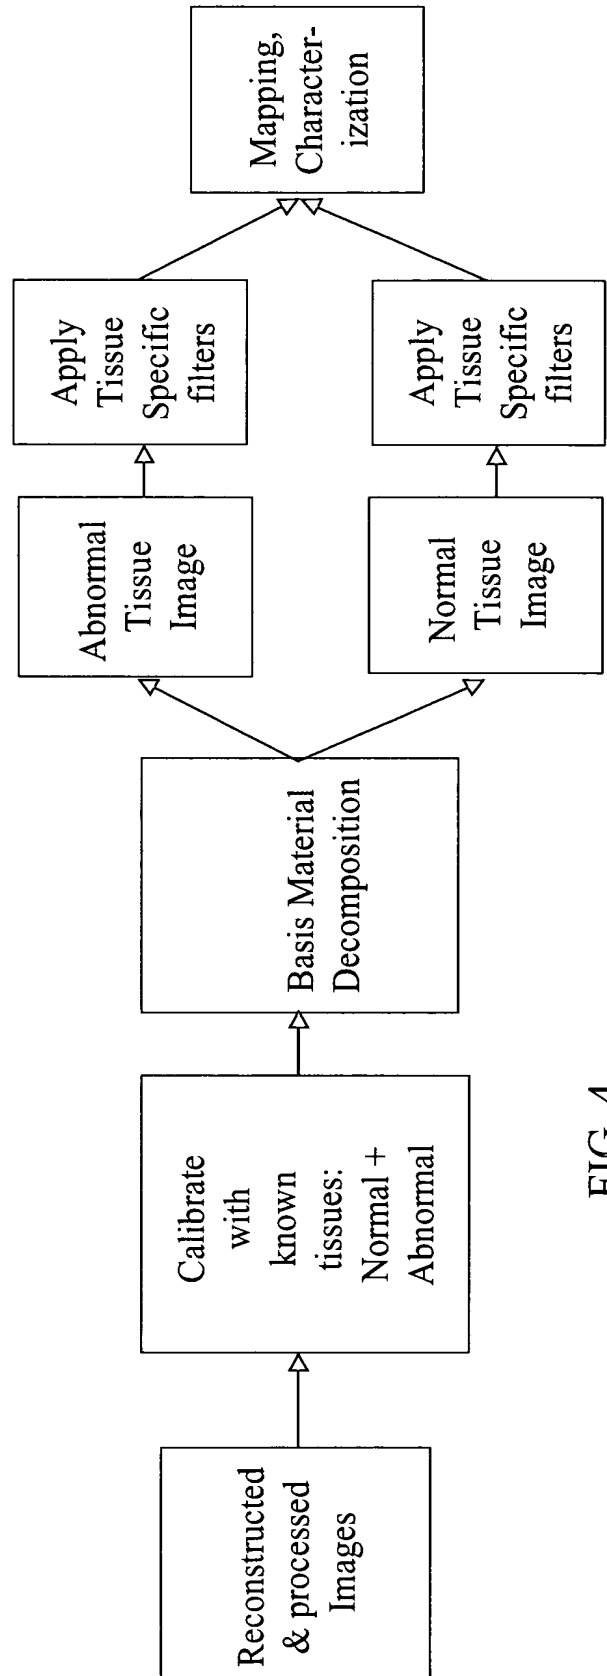 Reconstructed
& processed
Images
Calibrate
with
known
tissues:
Normal +
Abnormal
Basis Material
Decomposition
Abnormal
Tissue
Image
Apply
Tissue
Specific
filters
Normal
Tissue
Image
Apply
Tissue
Specific
filters
Mapping,
Character-
ization
FIG. 4